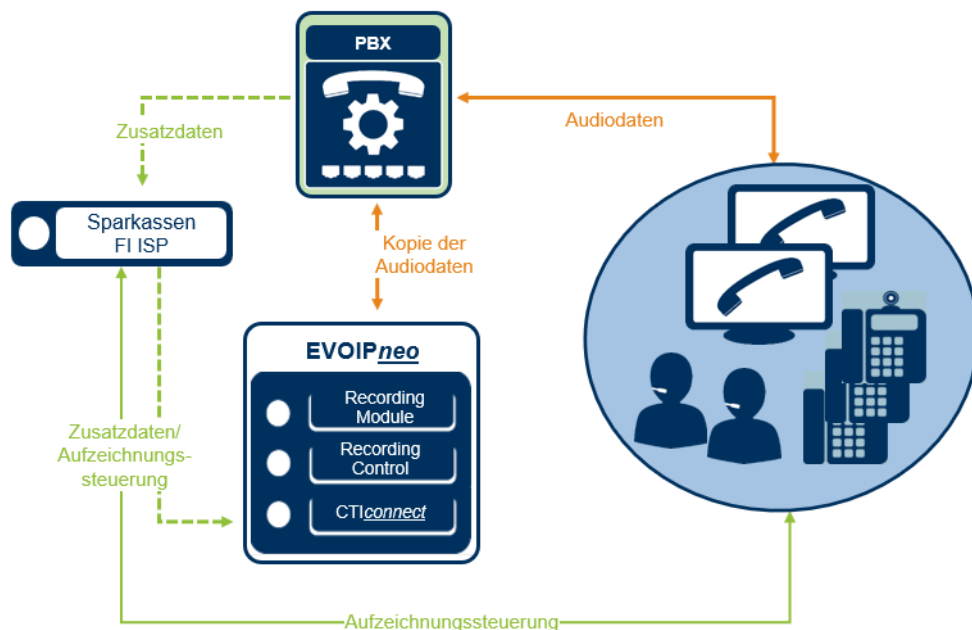 PBX
Zusatzdaten
Audiodaten
Sparkassen
FI ISP
Kopie der
Audiodaten
EVOIPneo
Recording
Module
Recording
Control
CTIconnect
Zusatzdaten/
Aufzeichnungs-
steuerung
Aufzeichnungssteuerung